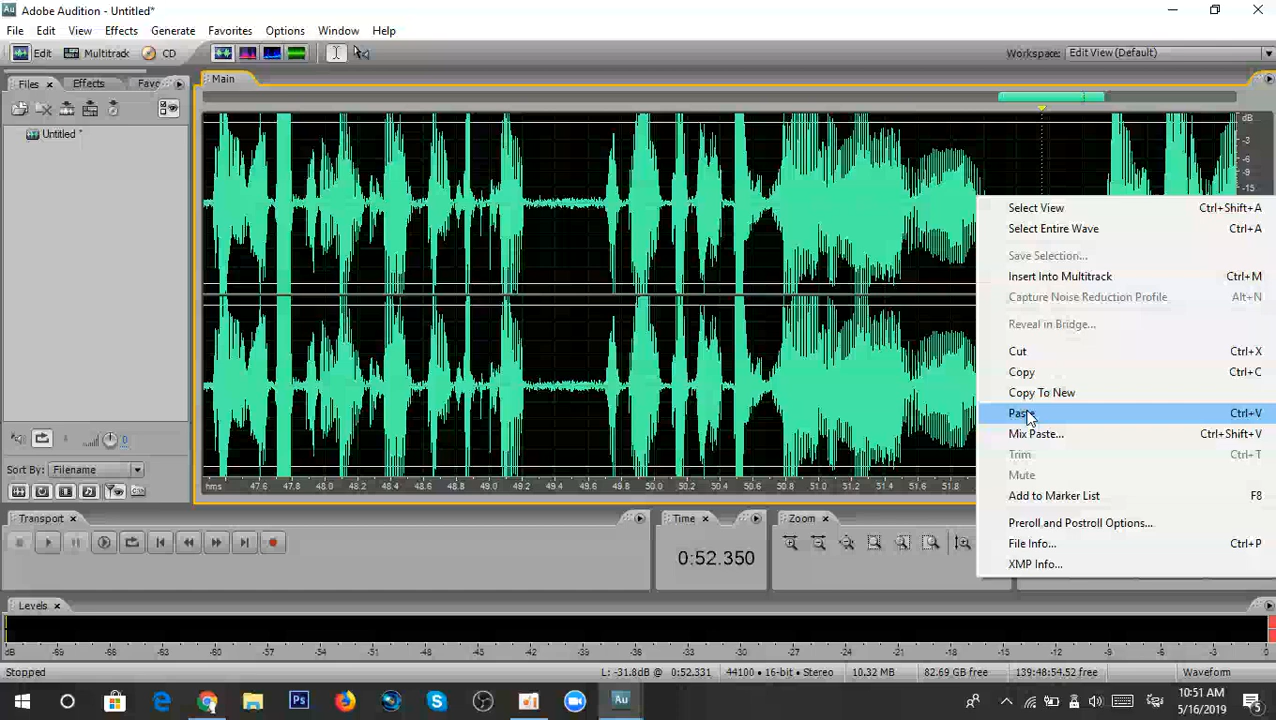 Au Adobe Audition - Untitled*
File Edit View Effects Generate Favorites Options Window Help
Edit Multitrack CD Workspace: Edit View (Default)
Files Effects Favo Main
Untitled *
dB
-3
-6
-9
-15
Select View Ctrl+Shift+A
Select Entire Wave Ctrl+A
Save Selection...
Insert Into Multitrack Ctrl+M
Capture Noise Reduction Profile Alt+N
Reveal in Bridge...
Cut Ctrl+X
Copy Ctrl+C
Copy To New
Paste Ctrl+V
Mix Paste... Ctrl+Shift+V
Trim Ctrl+T
Mute
Add to Marker List F8
Preroll and Postroll Options...
File Info... Ctrl+P
XMP Info...
0
Sort By: Filename
hms 47.6 47.8 48.0 48.2 48.4 48.6 48.8 49.0 49.2 49.4 49.6 49.8 50.0 50.2 50.4 50.6 50.8 51.0 51.2 51.4 51.6 51.8
Transport Time Zoom
0:52.350
Levels
dB -69 -66 -63 -60 -57 -54 -51 -48 -45 -42 -39 -36 -33 -30 -27 -24 -21 -18 -15 -12 -9 -6 -3 0
Stopped L: -31.8dB @ 0:52.331 44100 • 16-bit • Stereo 10.32 MB 82.69 GB free 139:48:54.52 free Waveform
Ps Au
10:51 AM
5/16/2019
5